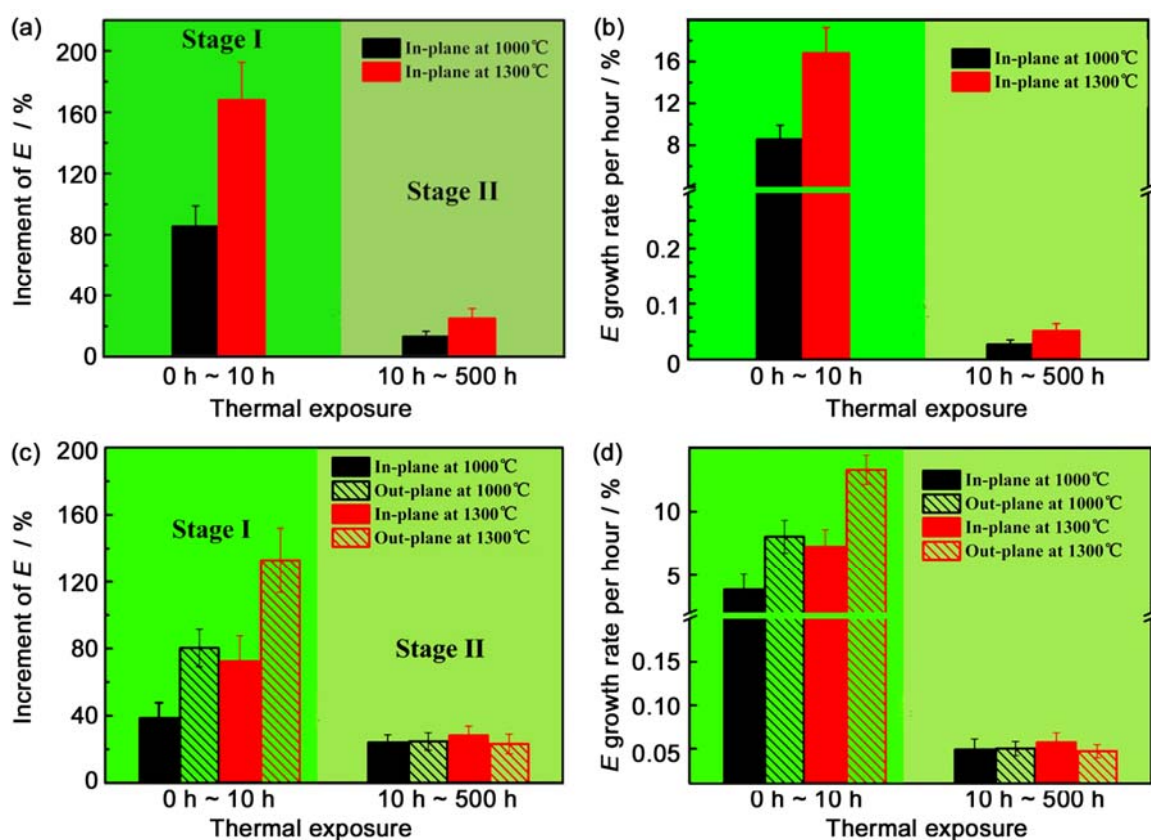 (a)
Increment of E / %
220
200
160
120
80
40
0
Stage I
Stage II
In-plane at 1000℃
In-plane at 1300℃
0 h ~ 10 h
10 h ~ 500 h
Thermal exposure
(b)
E growth rate per hour / %
16
12
8
0.2
0.1
0
In-plane at 1000℃
In-plane at 1300℃
0 h ~ 10 h
10 h ~ 500 h
Thermal exposure
(c)
Increment of E / %
200
160
120
80
40
0
Stage I
Stage II
In-plane at 1000℃
Out-plane at 1000℃
In-plane at 1300℃
Out-plane at 1300℃
0 h ~ 10 h
10 h ~ 500 h
Thermal exposure
(d)
E growth rate per hour / %
10
5
0.15
0.10
0.05
In-plane at 1000℃
Out-plane at 1000℃
In-plane at 1300℃
Out-plane at 1300℃
0 h ~ 10 h
10 h ~ 500 h
Thermal exposure